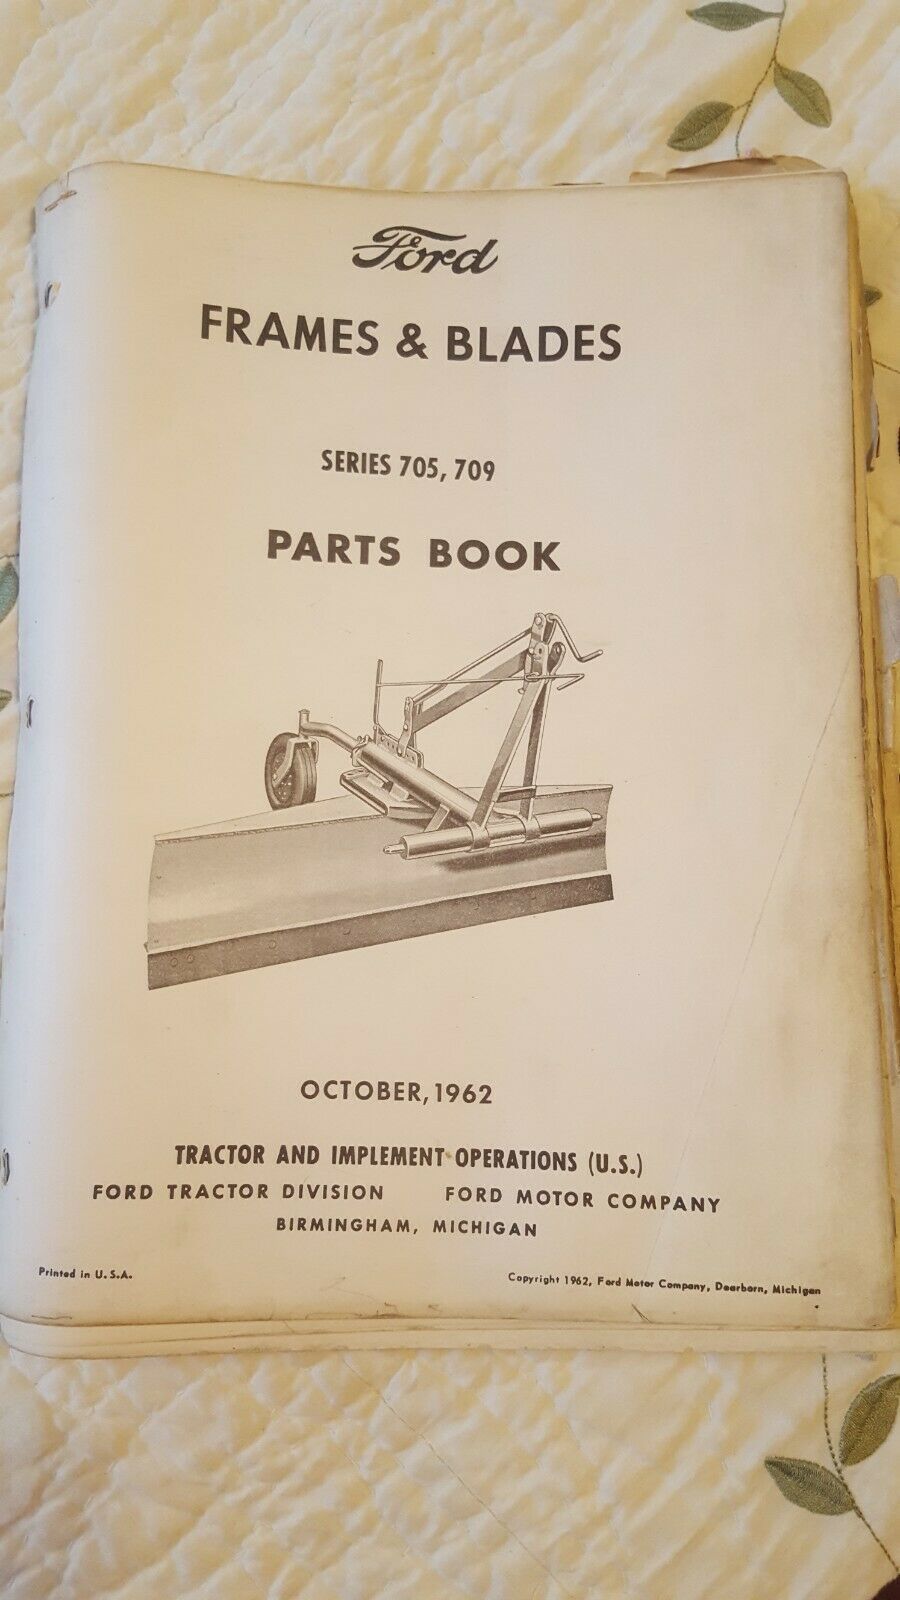 Ford
FRAMES & BLADES
SERIES 705, 709
PARTS BOOK
OCTOBER, 1962
TRACTOR AND IMPLEMENT OPERATIONS (U.S.)
FORD TRACTOR DIVISION FORD MOTOR COMPANY
BIRMINGHAM, MICHIGAN
Printed in U.S.A.
Copyright 1962, Ford Motor Company, Dearborn, Michigan